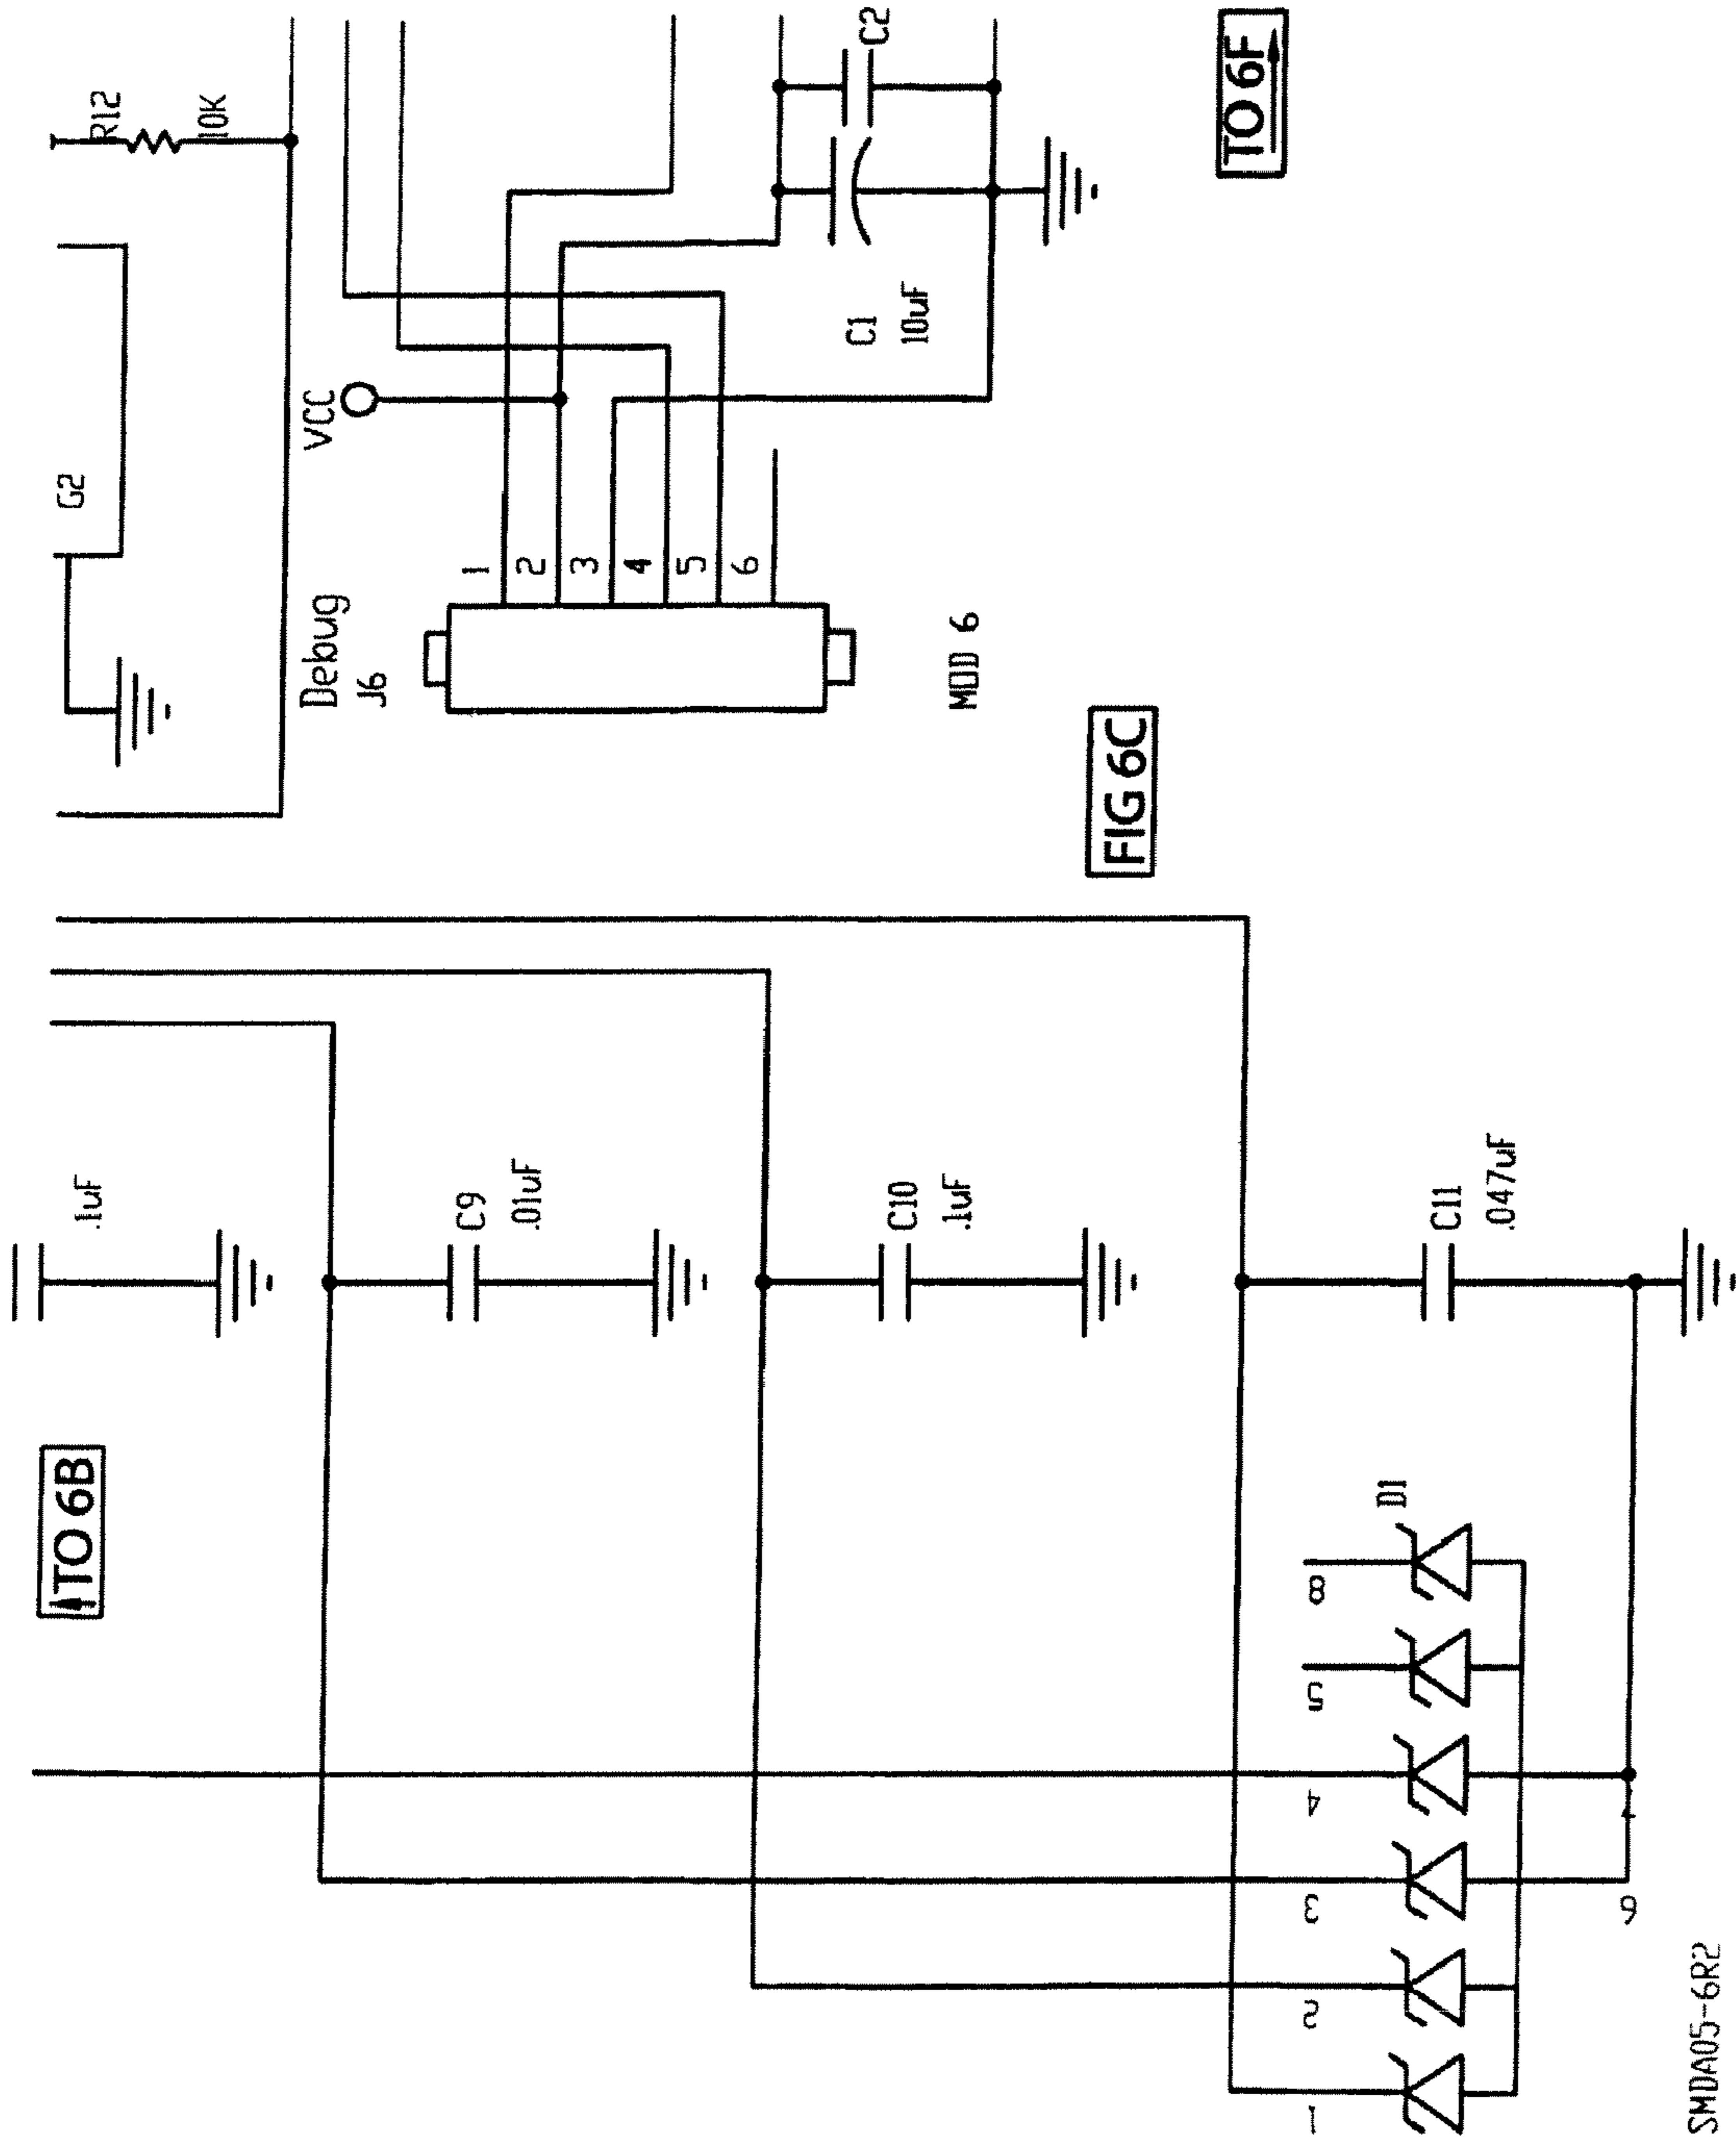 R12
10K
C2
TO 6F
G2
VCC
C1
10uF
Debug
J6
1
2
3
4
5
6
MOD 6
FIG 6C
.1uF
C9
.01uF
C10
.1uF
C11
.047uF
TO 6B
D1
8
5
4
3
2
1
7
6
SMDA05-6R2